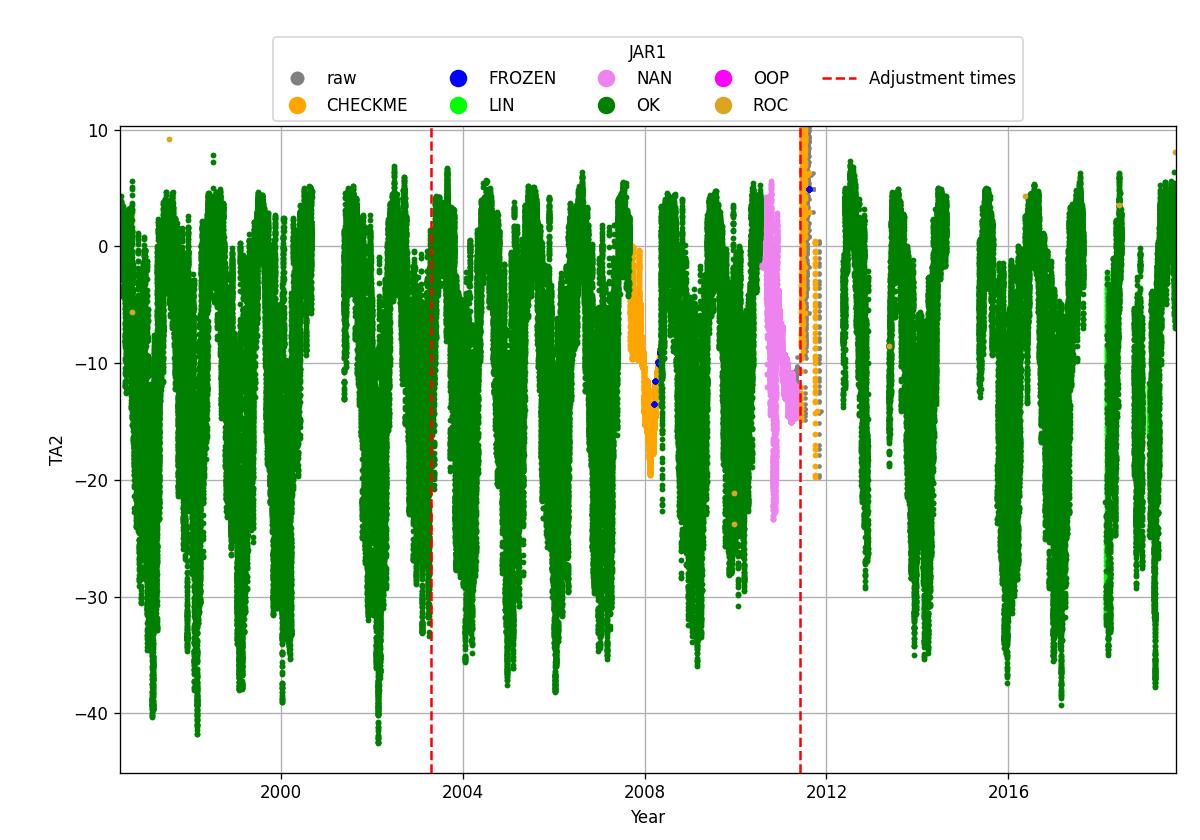 JAR1
raw FROZEN NAN OOP Adjustment times
CHECKME LIN OK ROC
10
0
−10
−20
−30
−40
TA2
2000 2004 2008 2012 2016
Year